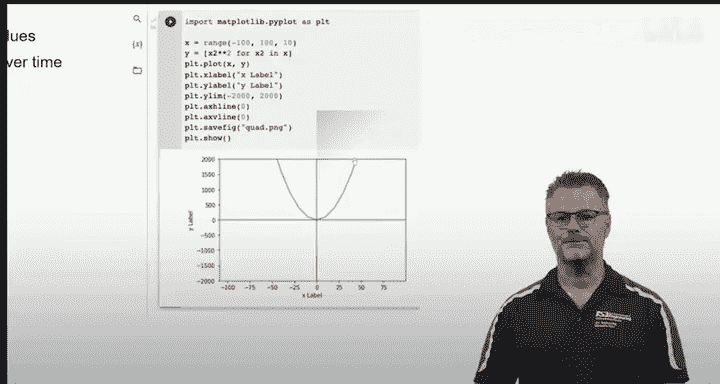 lues
ver time
{x}
import matplotlib.pyplot as plt
x = range(-100, 100, 10)
y = [x2**2 for x2 in x]
plt.plot(x, y)
plt.xlabel("x Label")
plt.ylabel("y Label")
plt.ylim(-2000, 2000)
plt.axhline(0)
plt.axvline(0)
plt.savefig("quad.png")
plt.show()
2000
1500
1000
500
0
-500
-1000
-1500
-2000
y Label
-100 -75 -50 -25 0 25 50 75
x Label